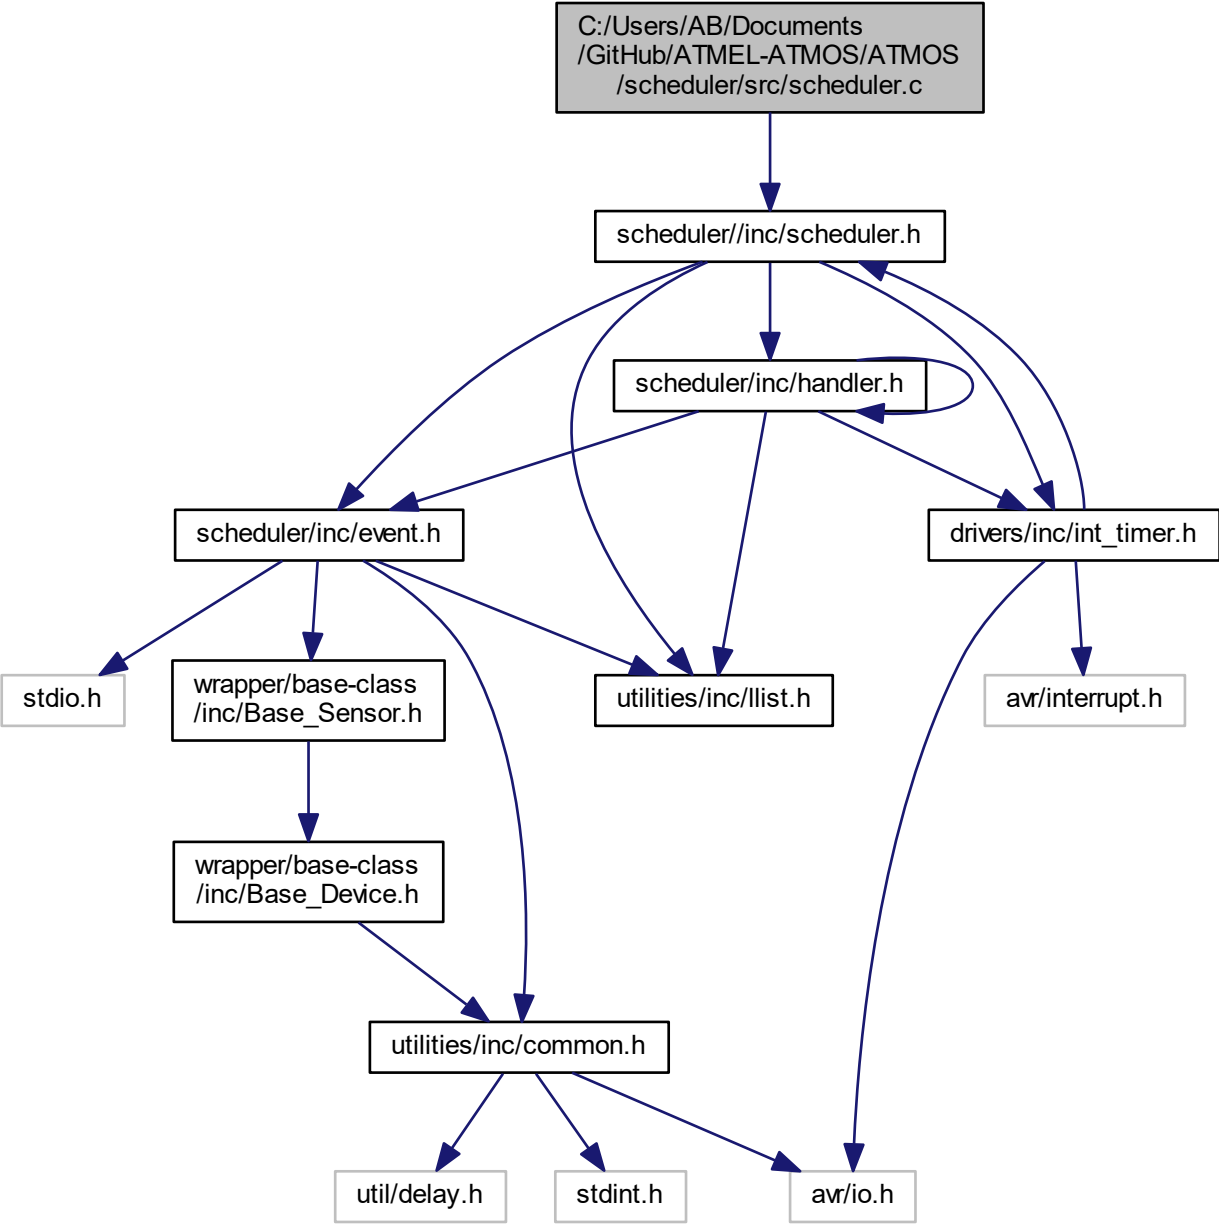 C:/Users/AB/Documents
/GitHub/ATMEL-ATMOS/ATMOS
/scheduler/src/scheduler.c
scheduler//inc/scheduler.h
scheduler/inc/handler.h
scheduler/inc/event.h
drivers/inc/int_timer.h
stdio.h
wrapper/base-class
/inc/Base_Sensor.h
utilities/inc/llist.h
avr/interrupt.h
wrapper/base-class
/inc/Base_Device.h
utilities/inc/common.h
util/delay.h
stdint.h
avr/io.h